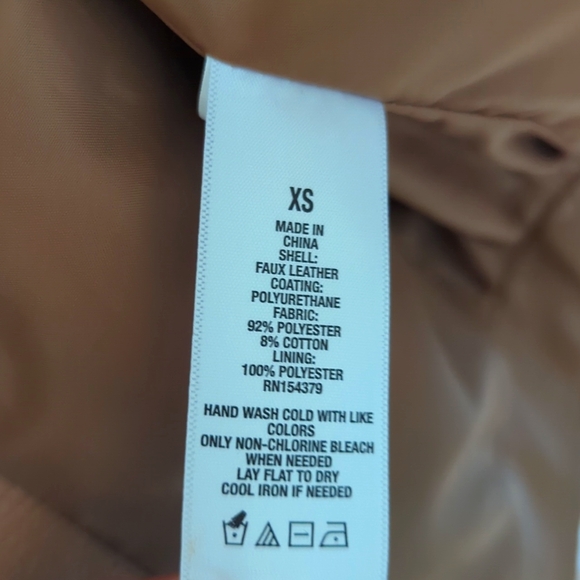 XS
MADE IN
CHINA
SHELL:
FAUX LEATHER
COATING:
POLYURETHANE
FABRIC:
92% POLYESTER
8% COTTON
LINING:
100% POLYESTER
RN154379
HAND WASH COLD WITH LIKE
COLORS
ONLY NON-CHLORINE BLEACH
WHEN NEEDED
LAY FLAT TO DRY
COOL IRON IF NEEDED